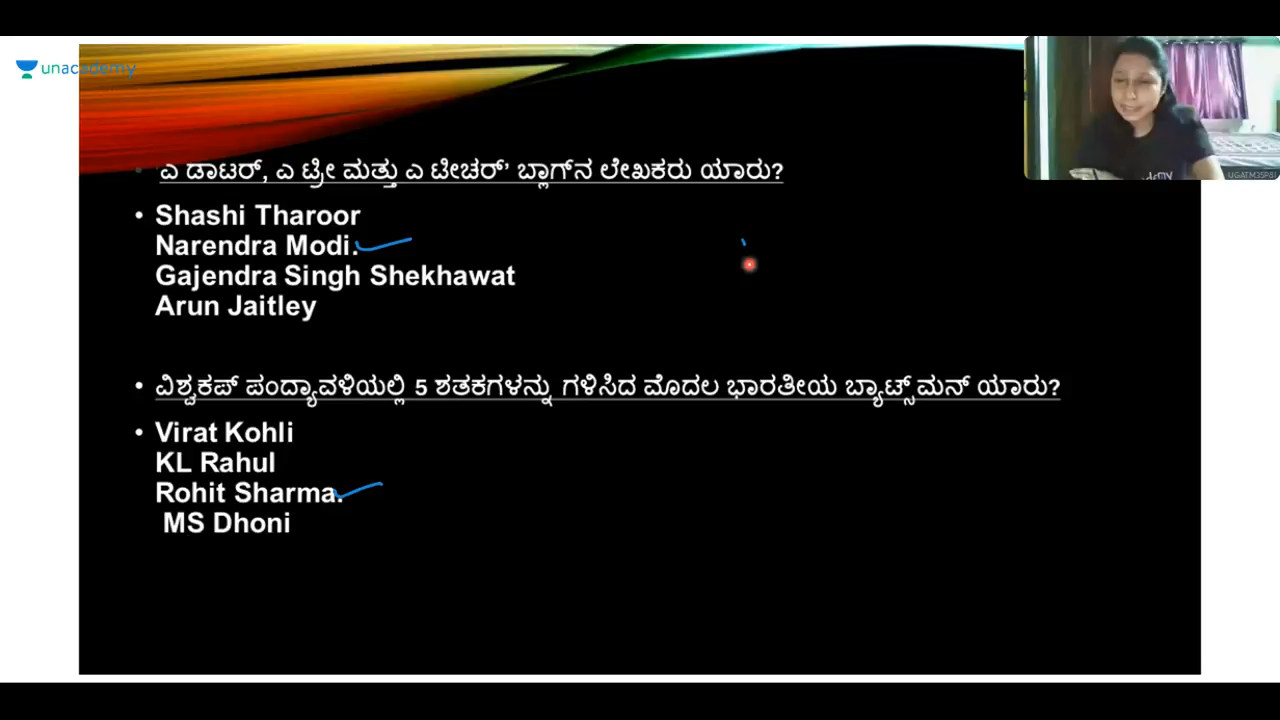 unacademy
'ಎ ಡಾಟರ್, ಎ ಟ್ರೀ ಮತ್ತು ಎ ಟೀಚರ್' ಬ್ಲಾಗ್‌ನ ಲೇಖಕರು ಯಾರು?
Shashi Tharoor
Narendra Modi.
Gajendra Singh Shekhawat
Arun Jaitley
ವಿಶ್ವಕಪ್ ಪಂದ್ಯಾವಳಿಯಲ್ಲಿ 5 ಶತಕಗಳನ್ನು ಗಳಿಸಿದ ಮೊದಲ ಭಾರತೀಯ ಬ್ಯಾಟ್ಸ್‌ಮನ್ ಯಾರು?
Virat Kohli
KL Rahul
Rohit Sharma.
MS Dhoni